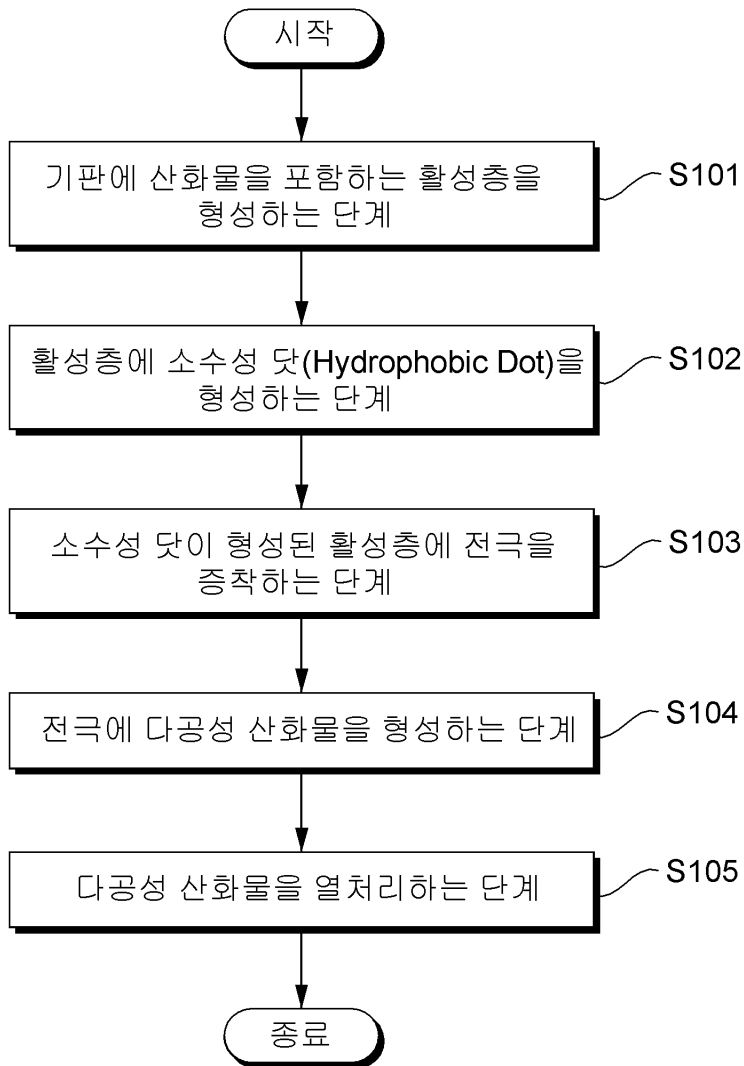 시작
기판에 산화물을 포함하는 활성층을
형성하는 단계
S101
활성층에 소수성 닷(Hydrophobic Dot)을
형성하는 단계
S102
소수성 닷이 형성된 활성층에 전극을
증착하는 단계
S103
전극에 다공성 산화물을 형성하는 단계
S104
다공성 산화물을 열처리하는 단계
S105
종료